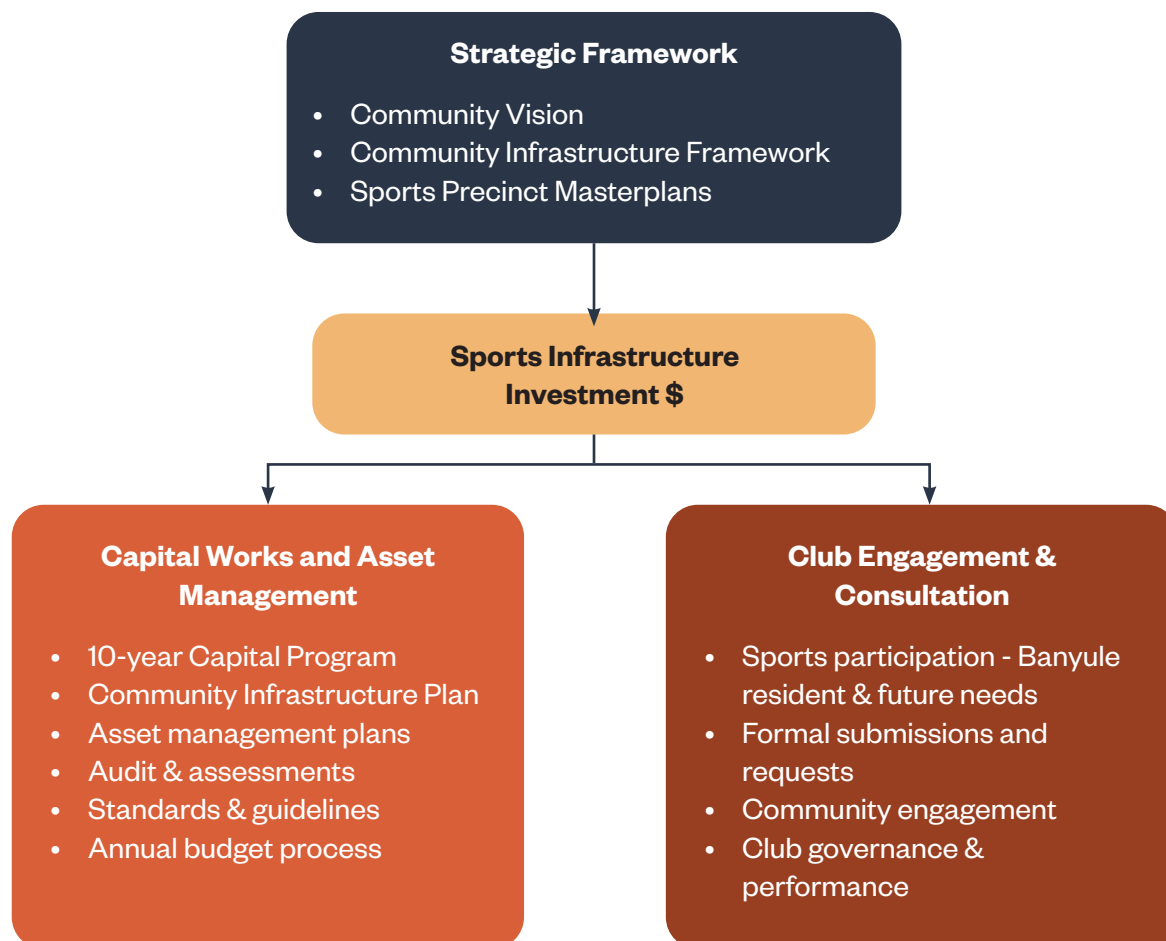 Strategic Framework
• Community Vision
• Community Infrastructure Framework
• Sports Precinct Masterplans
Sports Infrastructure
Investment $
Capital Works and Asset
Management
• 10-year Capital Program
• Community Infrastructure Plan
• Asset management plans
• Audit & assessments
• Standards & guidelines
• Annual budget process
Club Engagement &
Consultation
• Sports participation - Banyule
resident & future needs
• Formal submissions and
requests
• Community engagement
• Club governance &
performance